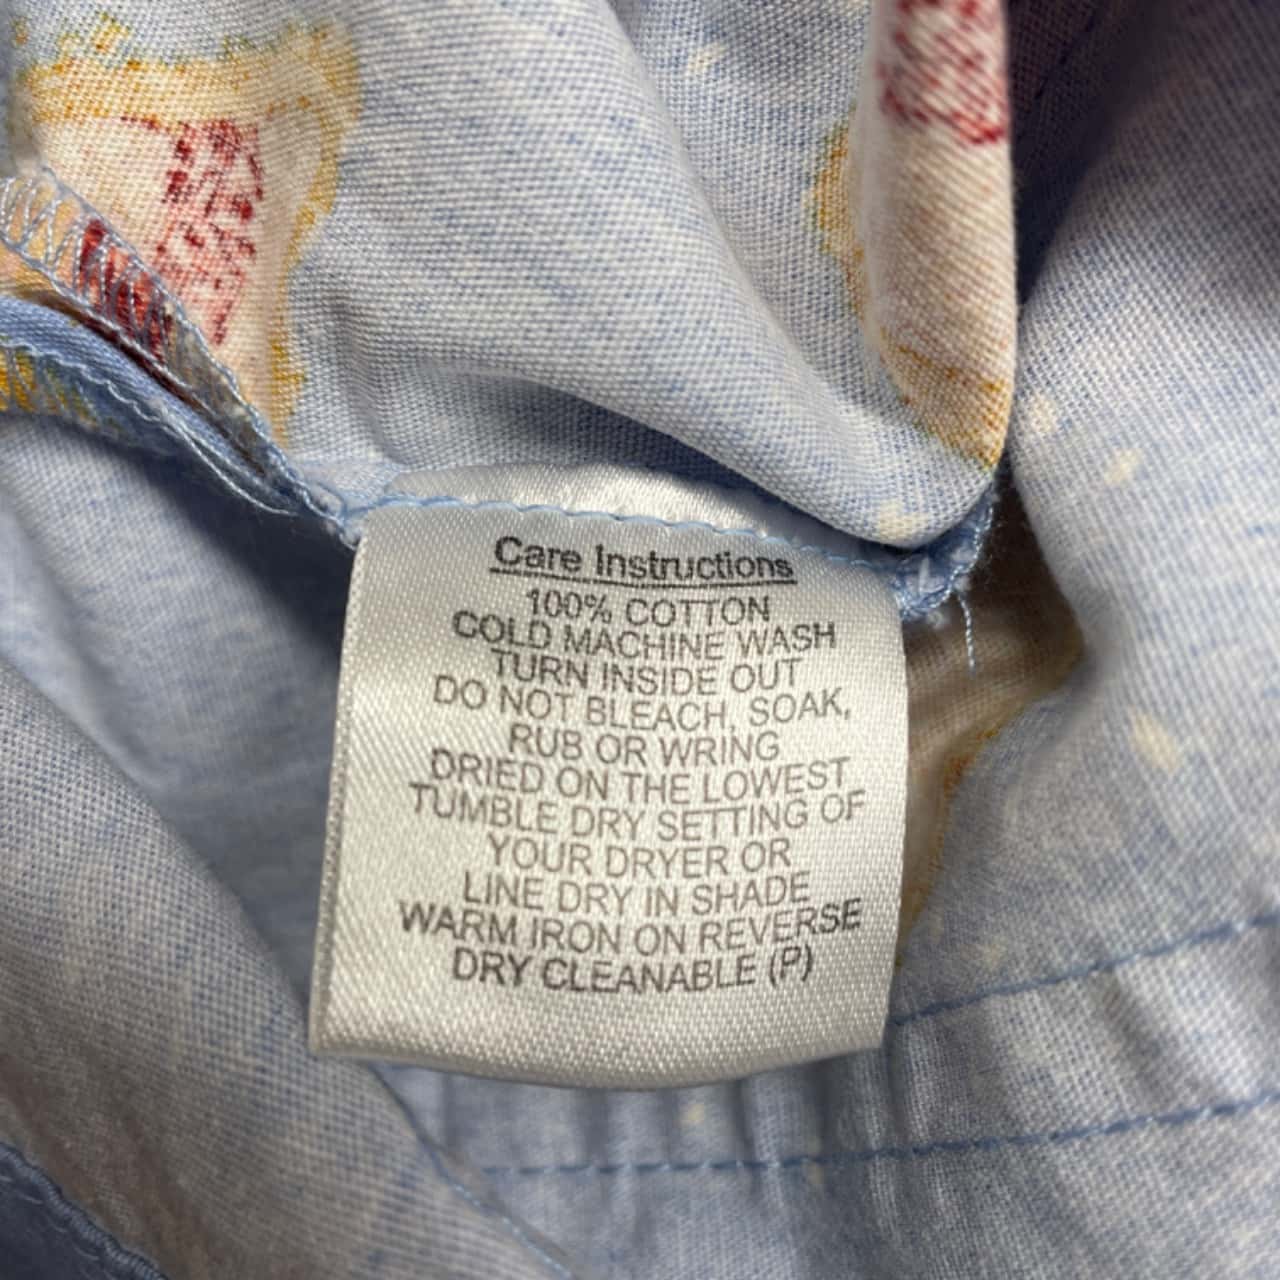 Care Instructions
100% COTTON
COLD MACHINE WASH
TURN INSIDE OUT
DO NOT BLEACH, SOAK,
RUB OR WRING
DRIED ON THE LOWEST
TUMBLE DRY SETTING OF
YOUR DRYER OR
LINE DRY IN SHADE
WARM IRON ON REVERSE
DRY CLEANABLE (P)